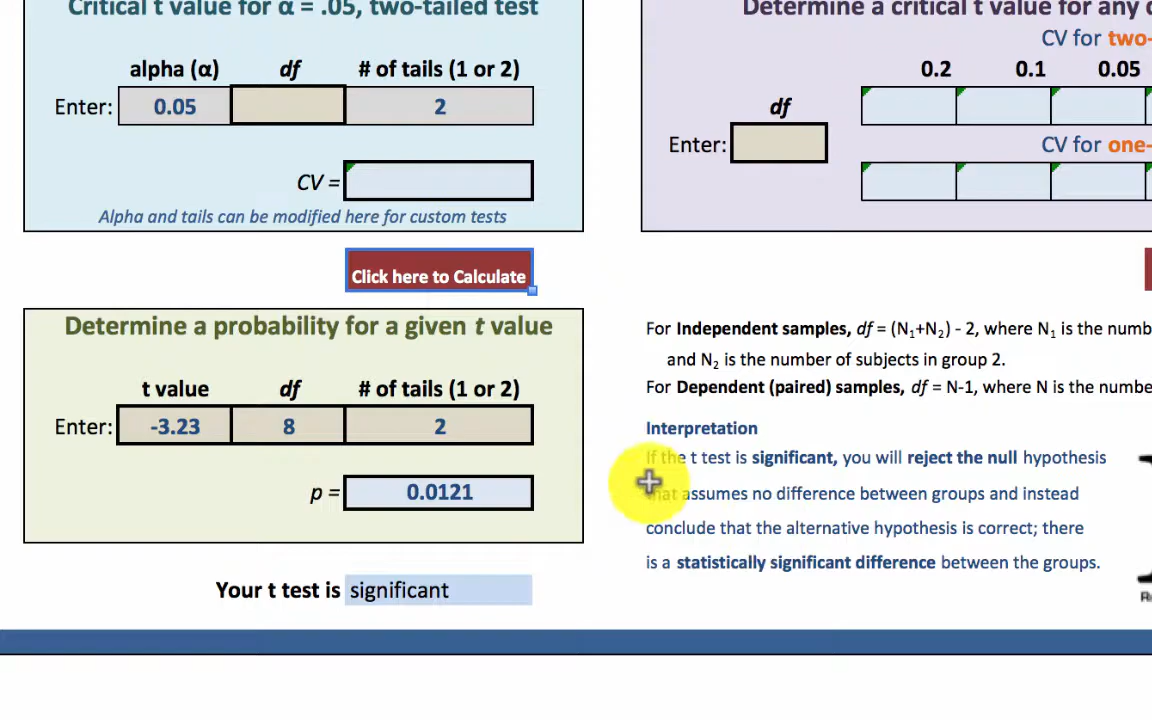 Critical t value for α = .05, two-tailed test
alpha (α) df # of tails (1 or 2)
Enter: 0.05 2
CV =
Alpha and tails can be modified here for custom tests
Click here to Calculate
Determine a probability for a given t value
t value df # of tails (1 or 2)
Enter: -3.23 8 2
p = 0.0121
Your t test is significant
Determine a critical t value for any
CV for two-
0.2 0.1 0.05
df
Enter:
CV for one-
For Independent samples, df = (N₁+N₂) - 2, where N₁ is the numb
and N₂ is the number of subjects in group 2.
For Dependent (paired) samples, df = N-1, where N is the numbe
Interpretation
If the t test is significant, you will reject the null hypothesis
that assumes no difference between groups and instead
conclude that the alternative hypothesis is correct; there
is a statistically significant difference between the groups.